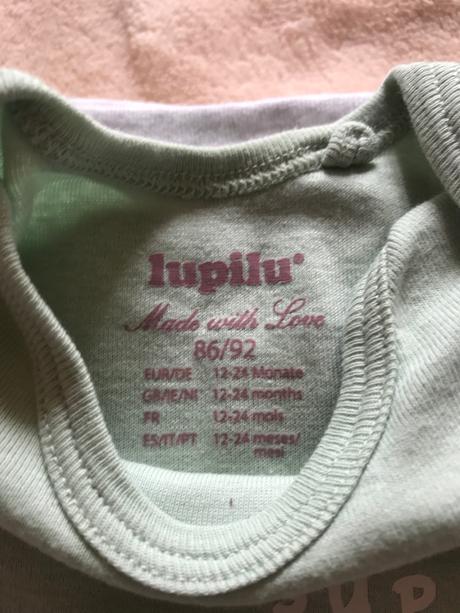 lupilu®
Made with Love
86/92
EUR/DE 12-24 Monate
GB/IE/NI 12-24 months
FR 12-24 mois
ES/IT/PT 12-24 meses/
mesi